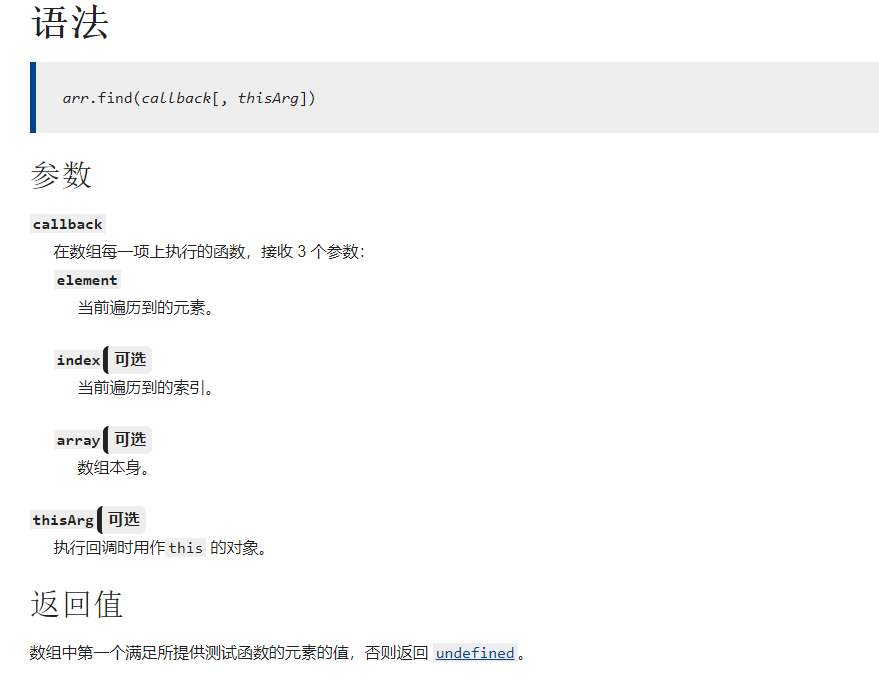 语法
arr.find(callback[, thisArg])
参数
callback
在数组每一项上执行的函数，接收 3 个参数：
element
当前遍历到的元素。
index 可选
当前遍历到的索引。
array 可选
数组本身。
thisArg 可选
执行回调时用作this 的对象。
返回值
数组中第一个满足所提供测试函数的元素的值，否则返回 undefined。